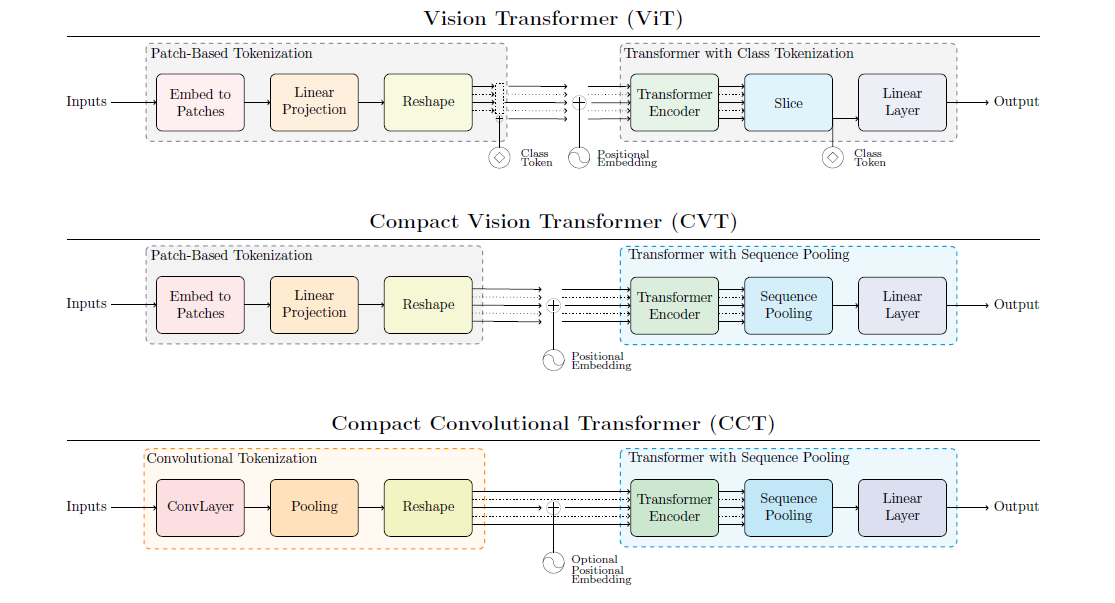 Vision Transformer (ViT)
Patch-Based Tokenization
Transformer with Class Tokenization
Inputs
Embed to
Patches
Linear
Projection
Reshape
Transformer
Encoder
Slice
Linear
Layer
Output
Class
Token
Positional
Embedding
Class
Token
Compact Vision Transformer (CVT)
Patch-Based Tokenization
Transformer with Sequence Pooling
Inputs
Embed to
Patches
Linear
Projection
Reshape
Transformer
Encoder
Sequence
Pooling
Linear
Layer
Output
Positional
Embedding
Compact Convolutional Transformer (CCT)
Convolutional Tokenization
Transformer with Sequence Pooling
Inputs
ConvLayer
Pooling
Reshape
Transformer
Encoder
Sequence
Pooling
Linear
Layer
Output
Optional
Positional
Embedding